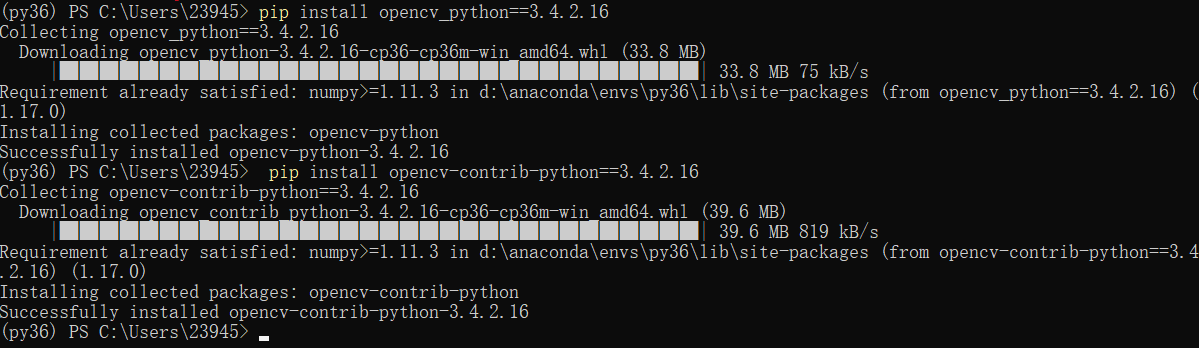 (py36) PS C:\Users\23945> pip install opencv_python==3.4.2.16
Collecting opencv_python==3.4.2.16
  Downloading opencv_python-3.4.2.16-cp36-cp36m-win_amd64.whl (33.8 MB)
     |████████████████████████████████| 33.8 MB 75 kB/s
Requirement already satisfied: numpy>=1.11.3 in d:\anaconda\envs\py36\lib\site-packages (from opencv_python==3.4.2.16) (
1.17.0)
Installing collected packages: opencv-python
Successfully installed opencv-python-3.4.2.16
(py36) PS C:\Users\23945>  pip install opencv-contrib-python==3.4.2.16
Collecting opencv-contrib-python==3.4.2.16
  Downloading opencv_contrib_python-3.4.2.16-cp36-cp36m-win_amd64.whl (39.6 MB)
     |████████████████████████████████| 39.6 MB 819 kB/s
Requirement already satisfied: numpy>=1.11.3 in d:\anaconda\envs\py36\lib\site-packages (from opencv-contrib-python==3.4
.2.16) (1.17.0)
Installing collected packages: opencv-contrib-python
Successfully installed opencv-contrib-python-3.4.2.16
(py36) PS C:\Users\23945>